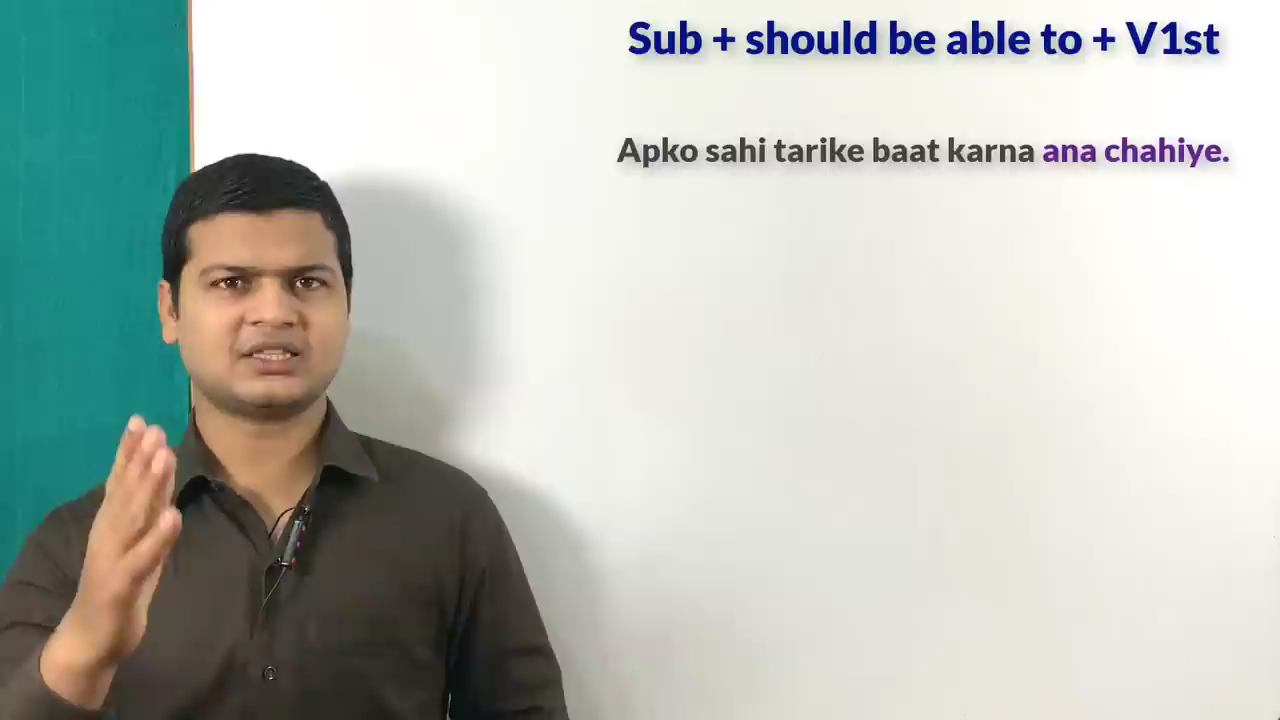 Sub + should be able to + V1st
Apko sahi tarike baat karna ana chahiye.